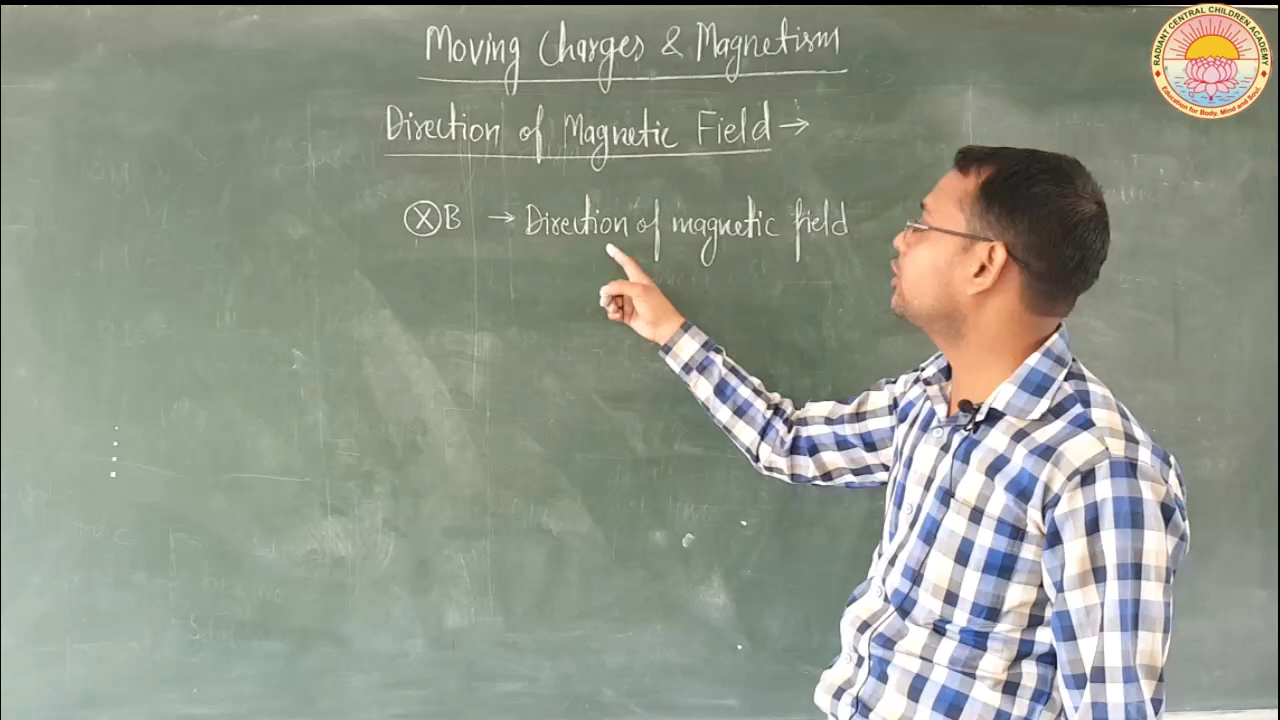 Moving Charges & Magnetism
Direction of Magnetic Field →
ⓧ B → Direction of magnetic field
RADIANT CENTRAL CHILDREN ACADEMY
Education for Body, Mind and Soul.